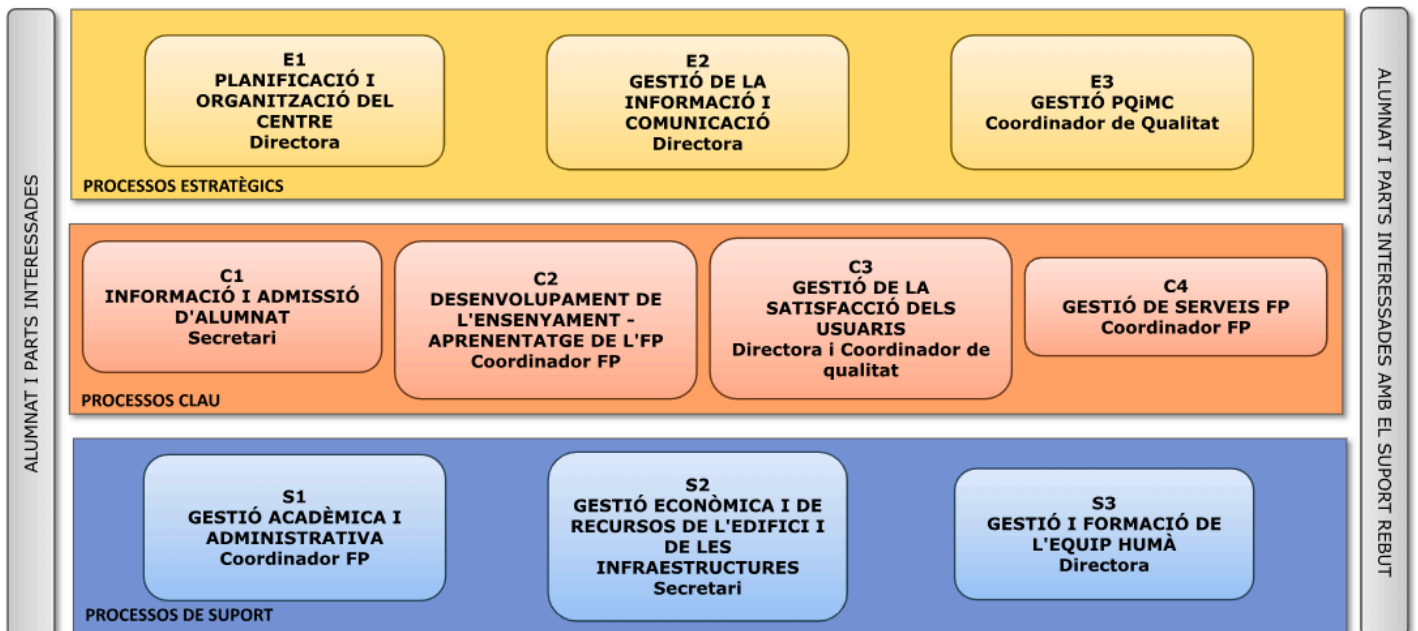 ALUMNAT I PARTS INTERESSADES
E1
PLANIFICACIÓ I
ORGANITZACIÓ DEL
CENTRE
Directora
E2
GESTIÓ DE LA
INFORMACIÓ I
COMUNICACIÓ
Directora
E3
GESTIÓ PQiMC
Coordinador de Qualitat
PROCESSOS ESTRATÈGICS
C1
INFORMACIÓ I ADMISSIÓ
D'ALUMNAT
Secretari
C2
DESENVOLUPAMENT DE
L'ENSENYAMENT -
APRENENTATGE DE L'FP
Coordinador FP
C3
GESTIÓ DE LA
SATISFACCIÓ DELS
USUARIS
Directora i Coordinador de
qualitat
C4
GESTIÓ DE SERVEIS FP
Coordinador FP
PROCESSOS CLAU
S1
GESTIÓ ACADÈMICA I
ADMINISTRATIVA
Coordinador FP
S2
GESTIÓ ECONÒMICA I DE
RECURSOS DE L'EDIFICI I
DE LES
INFRAESTRUCTURES
Secretari
S3
GESTIÓ I FORMACIÓ DE
L'EQUIP HUMÀ
Directora
PROCESSOS DE SUPORT
ALUMNAT I PARTS INTERESSADES AMB EL SUPORT REBUT